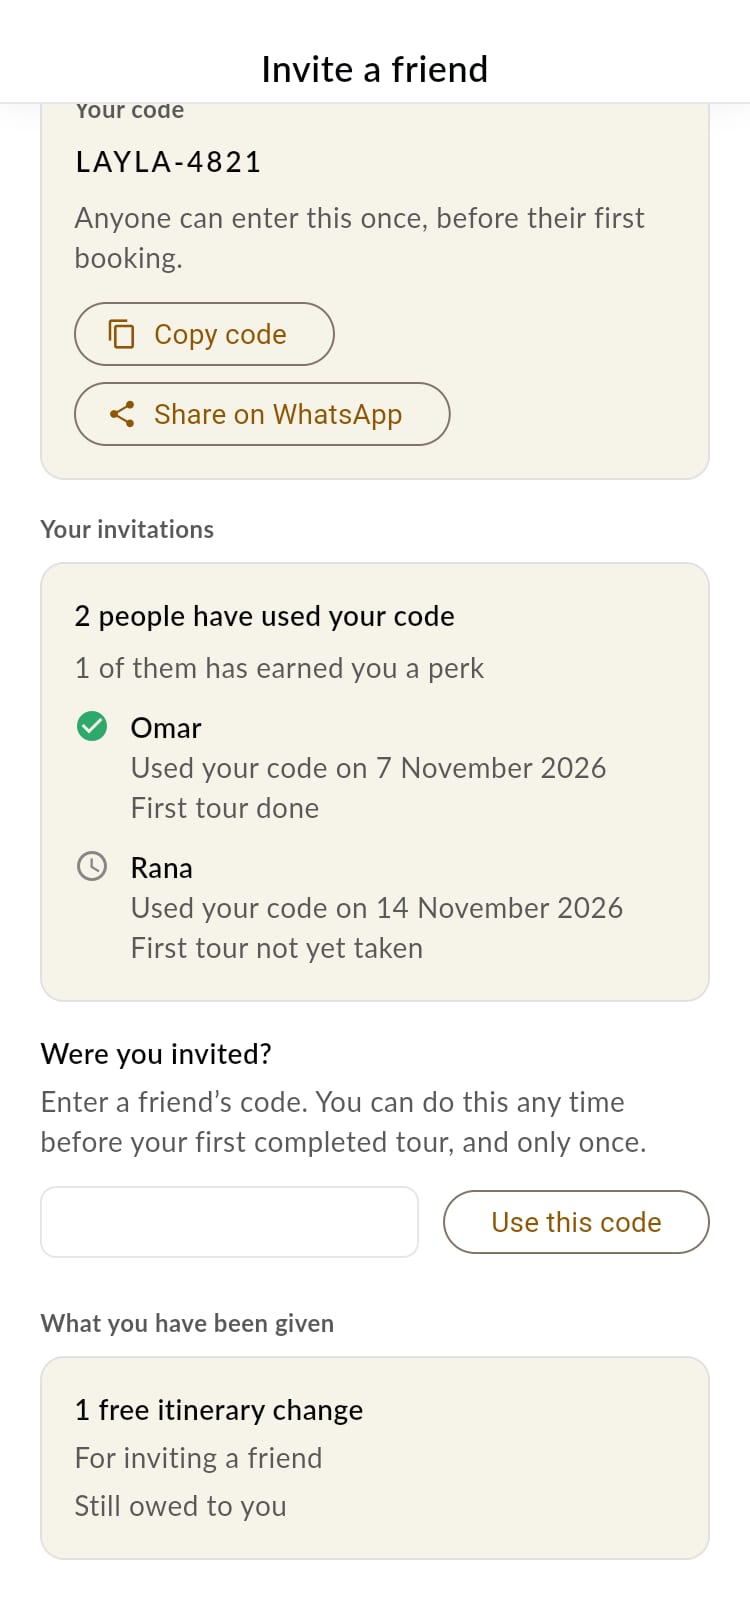 Invite a friend
Your code
LAYLA-4821
Anyone can enter this once, before their first
booking.
Copy code
Share on WhatsApp
Your invitations
2 people have used your code
1 of them has earned you a perk
Omar
Used your code on 7 November 2026
First tour done
Rana
Used your code on 14 November 2026
First tour not yet taken
Were you invited?
Enter a friend’s code. You can do this any time
before your first completed tour, and only once.
Use this code
What you have been given
1 free itinerary change
For inviting a friend
Still owed to you